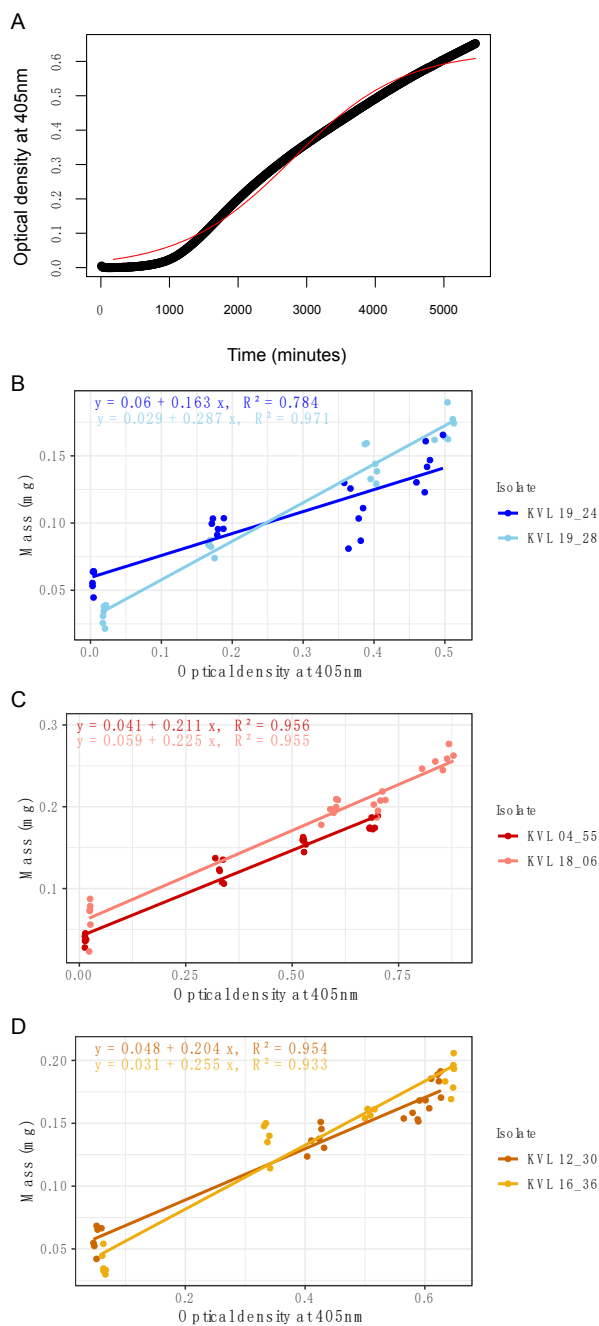 A
Optical density at 405nm
0.0 0.1 0.2 0.3 0.4 0.5 0.6
0 1000 2000 3000 4000 5000
Time (minutes)
B
y = 0.06 + 0.163 x, R² = 0.784
y = 0.029 + 0.287 x, R² = 0.971
Mass (mg)
0.15
0.10
0.05
0.0 0.1 0.2 0.3 0.4 0.5
Optical density at 405nm
Isolate
KVL 19_24
KVL 19_28
C
y = 0.041 + 0.211 x, R² = 0.956
y = 0.059 + 0.225 x, R² = 0.955
Mass (mg)
0.3
0.2
0.1
0.00 0.25 0.50 0.75
Optical density at 405nm
Isolate
KVL 04_55
KVL 18_06
D
y = 0.048 + 0.204 x, R² = 0.954
y = 0.031 + 0.255 x, R² = 0.933
Mass (mg)
0.20
0.15
0.10
0.05
0.2 0.4 0.6
Optical density at 405nm
Isolate
KVL 12_30
KVL 16_36